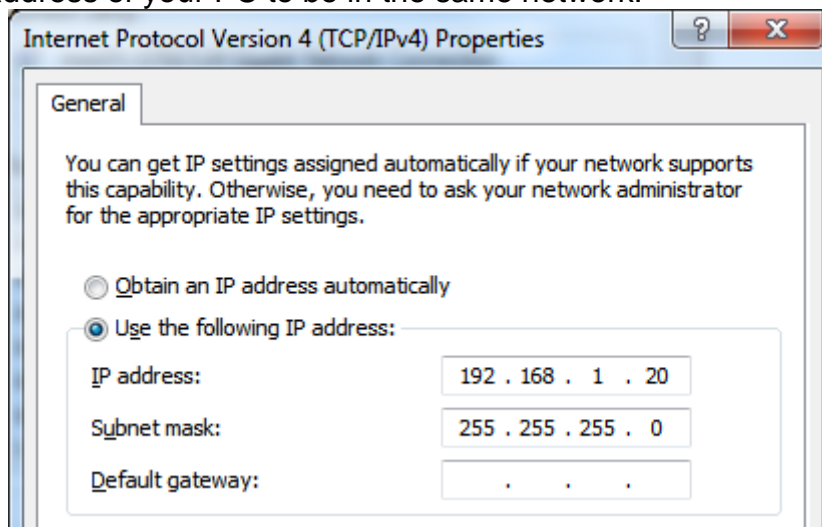 address of your PC to be in the same network.
Internet Protocol Version 4 (TCP/IPv4) Properties
General
You can get IP settings assigned automatically if your network supports
this capability. Otherwise, you need to ask your network administrator
for the appropriate IP settings.
Obtain an IP address automatically
Use the following IP address:
IP address: 192 . 168 . 1 . 20
Subnet mask: 255 . 255 . 255 . 0
Default gateway: . . .